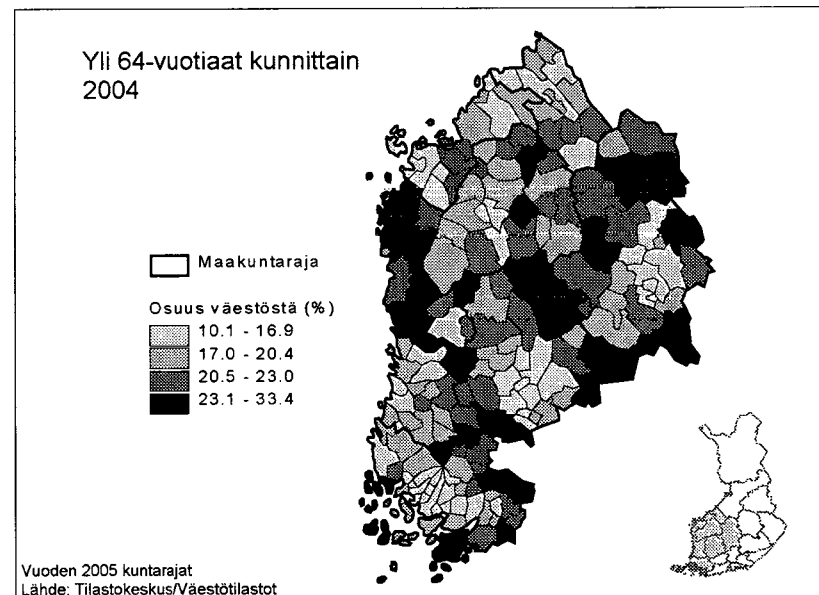 Yli 64-vuotiaat kunnittain
2004
Maakuntaraja
Osuus väestöstä (%)
10.1 - 16.9
17.0 - 20.4
20.5 - 23.0
23.1 - 33.4
Vuoden 2005 kuntarajat
Lähde: Tilastokeskus/Väestötilastot